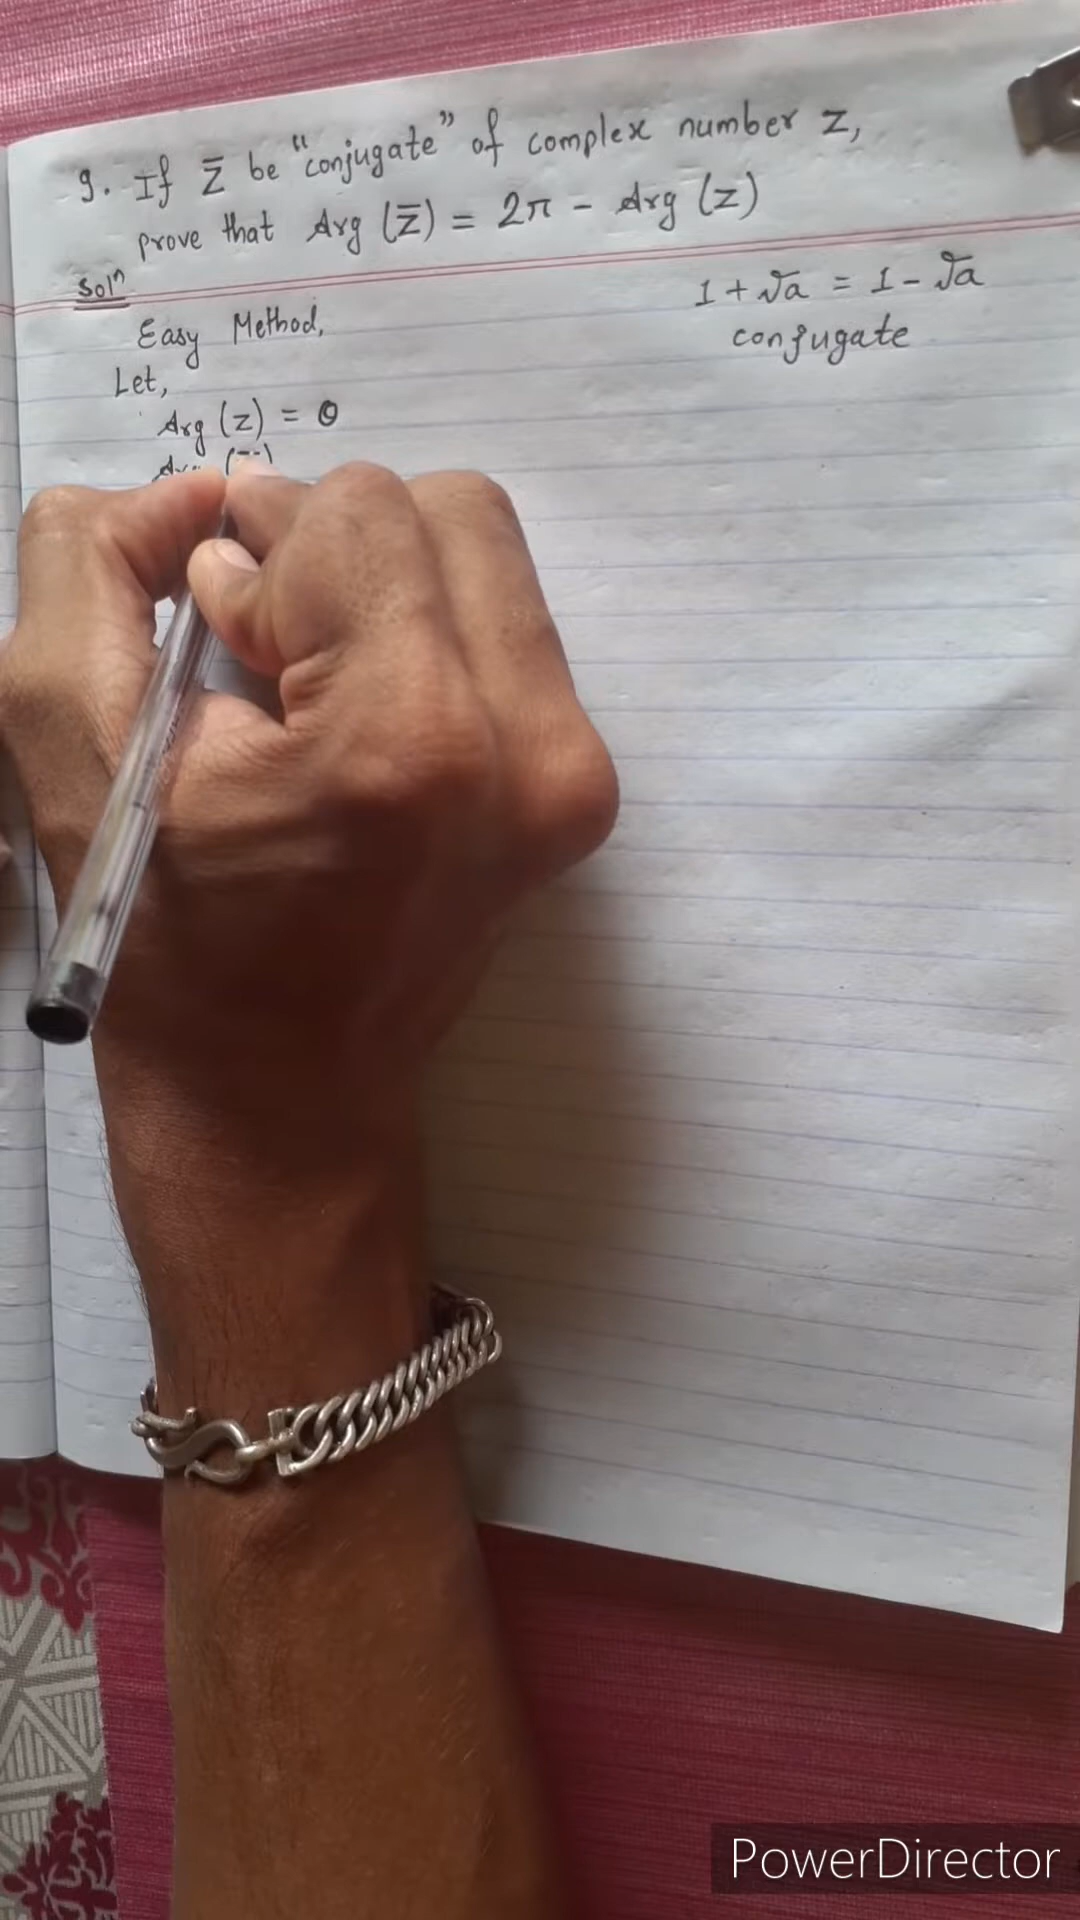 9. If z̅ be "conjugate" of complex number z,
prove that Arg (z̅) = 2π - Arg (z)
Solⁿ
1 + √a = 1 - √a
conjugate
Easy Method,
Let,
Arg (z) = θ
PowerDirector